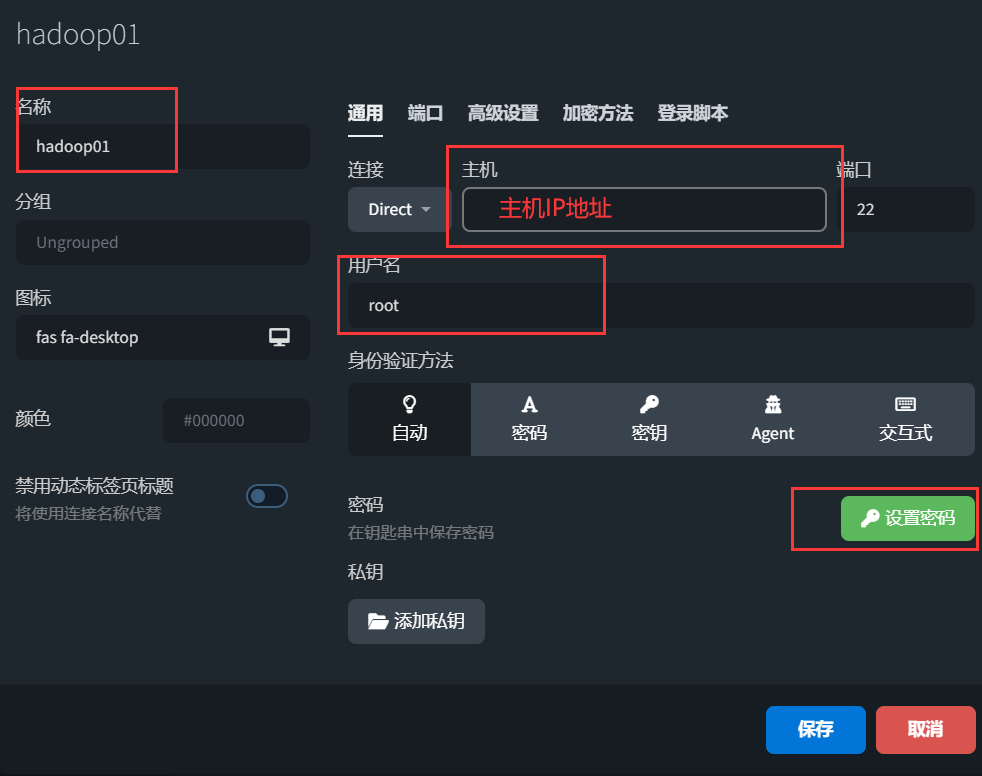 hadoop01
名称
hadoop01
分组
Ungrouped
图标
fas fa-desktop
颜色
#000000
禁用动态标签页标题
将使用连接名称代替
通用 端口 高级设置 加密方法 登录脚本
连接 主机 端口
Direct 主机IP地址 22
用户名
root
身份验证方法
自动 密码 密钥 Agent 交互式
密码
在钥匙串中保存密码
设置密码
私钥
添加私钥
保存 取消